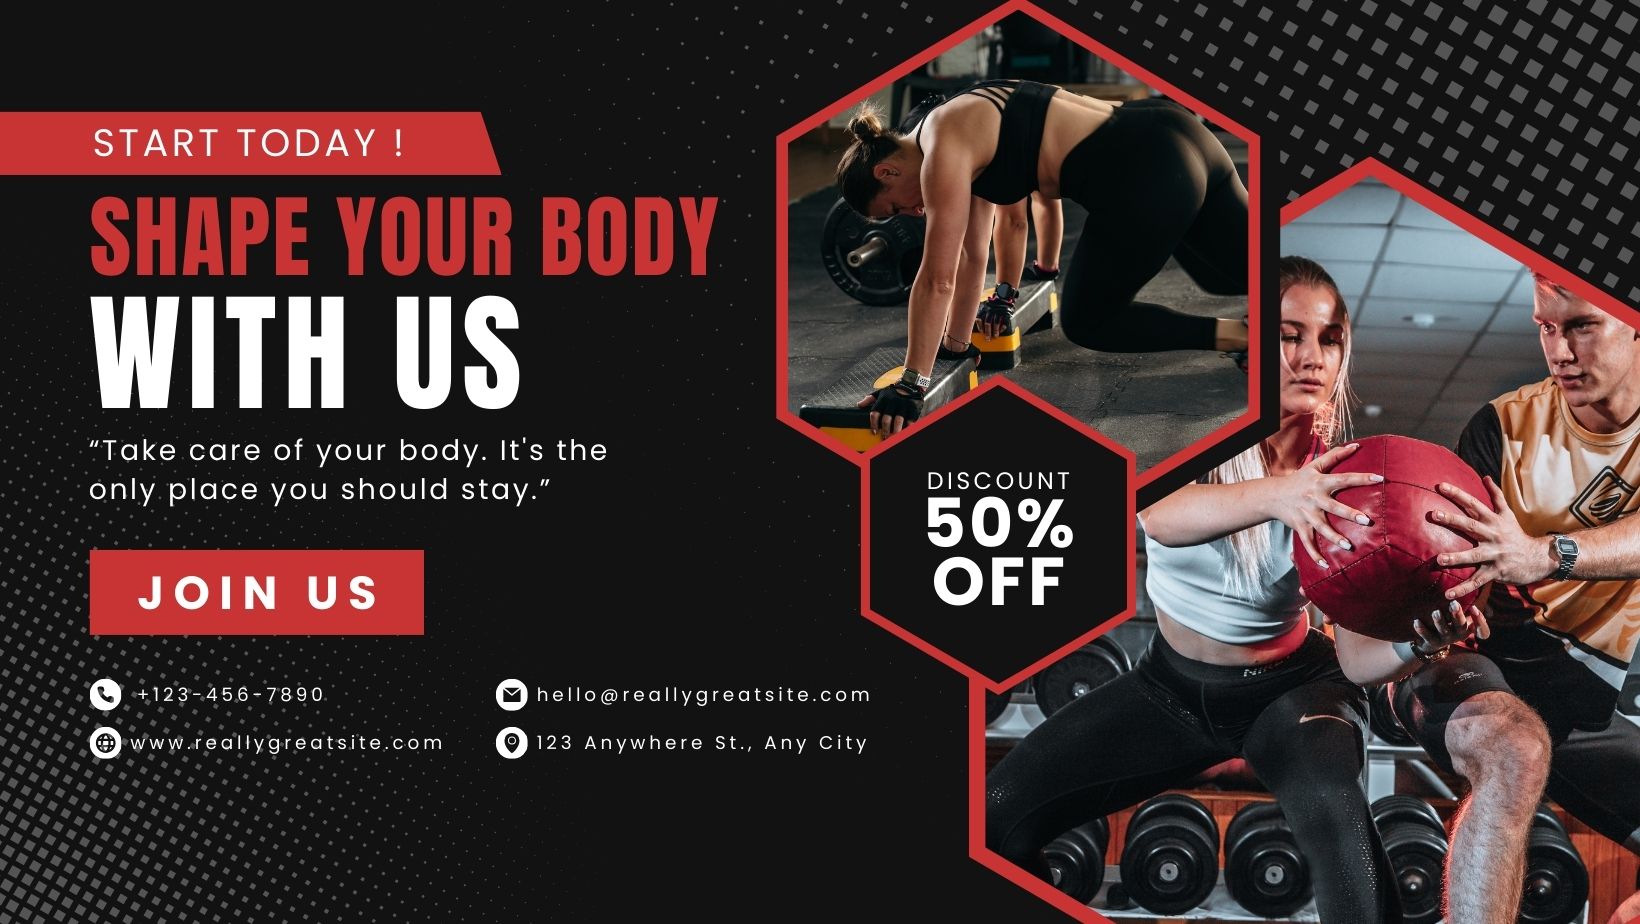 START TODAY !
SHAPE YOUR BODY
WITH US
“Take care of your body. It's the
only place you should stay.”
JOIN US
+123-456-7890
hello@reallygreatsite.com
www.reallygreatsite.com
123 Anywhere St., Any City
DISCOUNT
50%
OFF